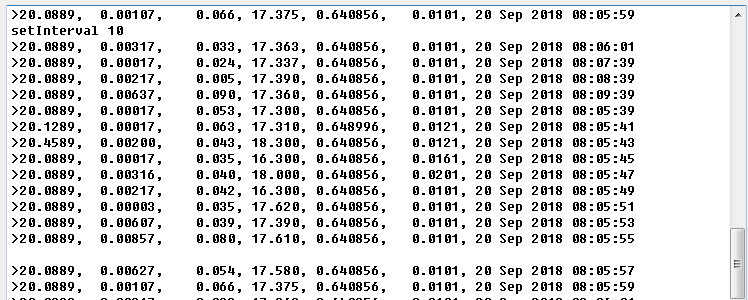 >20.0889, 0.00107, 0.066, 17.375, 0.640856, 0.0101, 20 Sep 2018 08:05:59
setInterval 10
>20.0889, 0.00317, 0.033, 17.363, 0.640856, 0.0101, 20 Sep 2018 08:06:01
>20.0889, 0.00017, 0.024, 17.337, 0.640856, 0.0101, 20 Sep 2018 08:07:39
>20.0889, 0.00217, 0.005, 17.390, 0.640856, 0.0101, 20 Sep 2018 08:08:39
>20.0889, 0.00637, 0.090, 17.360, 0.640856, 0.0101, 20 Sep 2018 08:09:39
>20.0889, 0.00017, 0.053, 17.300, 0.640856, 0.0101, 20 Sep 2018 08:05:39
>20.1289, 0.00017, 0.063, 17.310, 0.648996, 0.0121, 20 Sep 2018 08:05:41
>20.4589, 0.00200, 0.043, 18.300, 0.640856, 0.0121, 20 Sep 2018 08:05:43
>20.0889, 0.00017, 0.035, 16.300, 0.640856, 0.0161, 20 Sep 2018 08:05:45
>20.0889, 0.00316, 0.040, 18.000, 0.640856, 0.0201, 20 Sep 2018 08:05:47
>20.0889, 0.00217, 0.042, 16.300, 0.640856, 0.0101, 20 Sep 2018 08:05:49
>20.0889, 0.00003, 0.035, 17.620, 0.640856, 0.0101, 20 Sep 2018 08:05:51
>20.0889, 0.00607, 0.039, 17.390, 0.640856, 0.0101, 20 Sep 2018 08:05:53
>20.0889, 0.00857, 0.080, 17.610, 0.640856, 0.0101, 20 Sep 2018 08:05:55
>20.0889, 0.00627, 0.054, 17.580, 0.640856, 0.0101, 20 Sep 2018 08:05:57
>20.0889, 0.00107, 0.066, 17.375, 0.640856, 0.0101, 20 Sep 2018 08:05:59